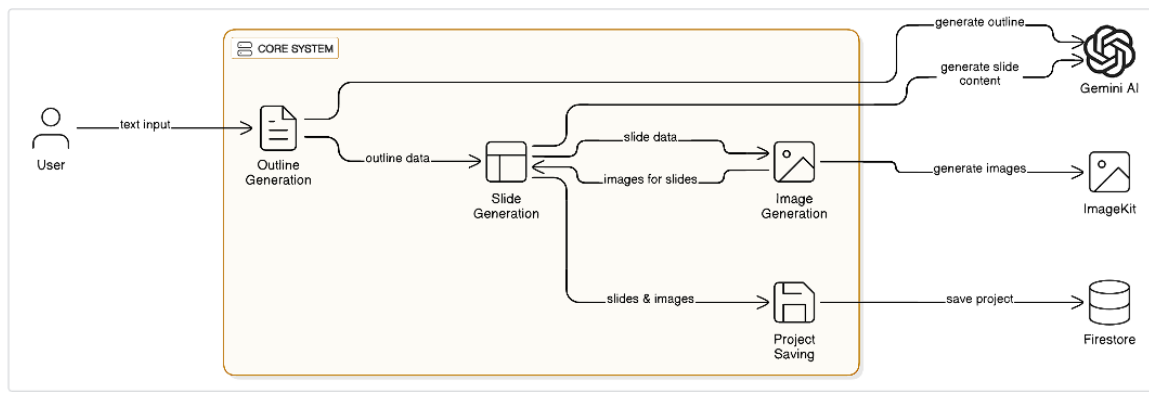 generate outline
CORE SYSTEM
generate slide
content
Gemini AI
text input
User
Outline
Generation
outline data
slide data
images for slides
Slide
Generation
Image
Generation
generate images
ImageKit
slides & images
save project
Project
Saving
Firestore